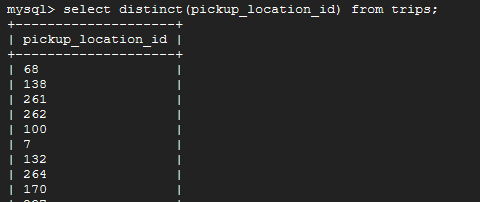 mysql> select distinct(pickup_location_id) from trips;
+--------------------+
| pickup_location_id |
+--------------------+
| 68                 |
| 138                |
| 261                |
| 262                |
| 100                |
| 7                  |
| 132                |
| 264                |
| 170                |